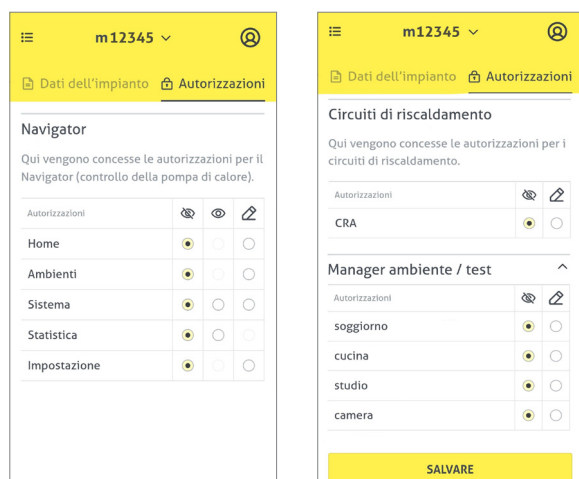 m12345
Dati dell'impianto Autorizzazioni
Navigator
Qui vengono concesse le autorizzazioni per il
Navigator (controllo della pompa di calore).
Autorizzazioni
Home
Ambienti
Sistema
Statistica
Impostazione
m12345
Dati dell'impianto Autorizzazioni
Circuiti di riscaldamento
Qui vengono concesse le autorizzazioni per i
circuiti di riscaldamento.
Autorizzazioni
CRA
Manager ambiente / test
Autorizzazioni
soggiorno
cucina
studio
camera
SALVARE